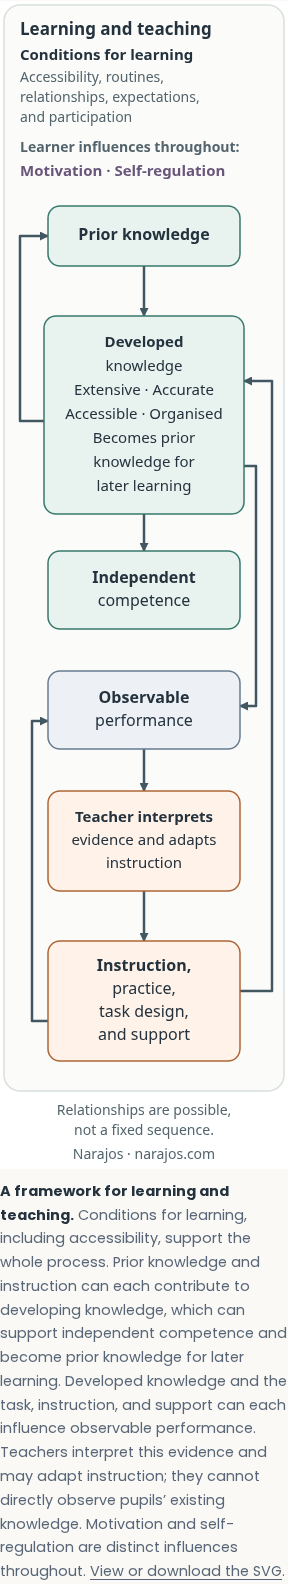 Learning and teaching
Conditions for learning
Accessibility, routines,
relationships, expectations,
and participation
Learner influences throughout:
Motivation · Self-regulation
Prior knowledge
Developed
knowledge
Extensive · Accurate
Accessible · Organised
Becomes prior
knowledge for
later learning
Independent
competence
Observable
performance
Teacher interprets
evidence and adapts
instruction
Instruction,
practice,
task design,
and support
Relationships are possible,
not a fixed sequence.
Narajos · narajos.com
A framework for learning and
teaching. Conditions for learning,
including accessibility, support the
whole process. Prior knowledge and
instruction can each contribute to
developing knowledge, which can
support independent competence and
become prior knowledge for later
learning. Developed knowledge and the
task, instruction, and support can each
influence observable performance.
Teachers interpret this evidence and
may adapt instruction; they cannot
directly observe pupils’ existing
knowledge. Motivation and self-
regulation are distinct influences
throughout. View or download the SVG.